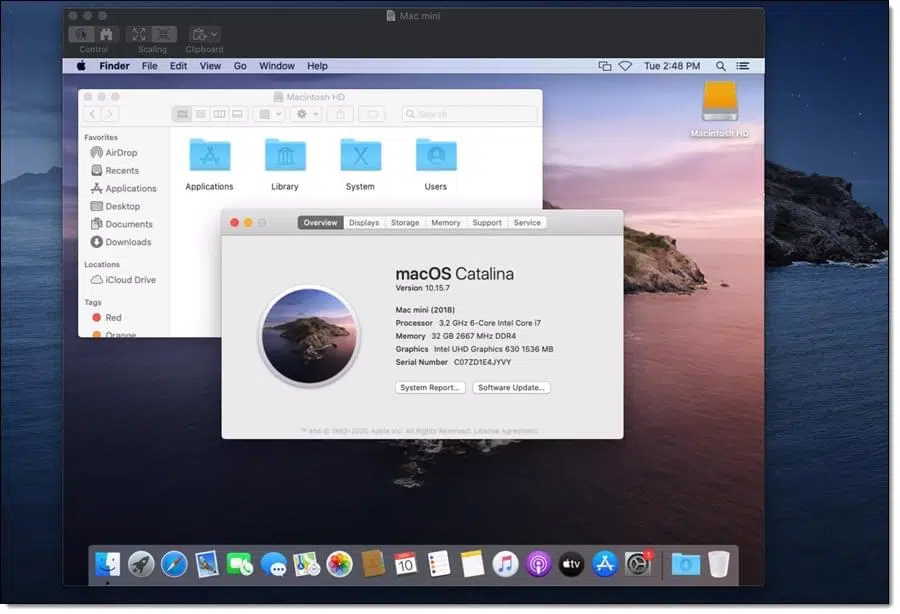 Mac mini
Control Scaling Clipboard
Finder File Edit View Go Window Help Tue 2:48 PM
Macintosh HD
Search
Macintosh HD
Favorites
AirDrop
Recents
Applications
Desktop
Documents
Downloads
Locations
iCloud Drive
Tags
Red
Orange
Applications Library System Users
Overview Displays Storage Memory Support Service
macOS Catalina
Version 10.15.7
Mac mini (2018)
Processor 3.2 GHz 6-Core Intel Core i7
Memory 32 GB 2667 MHz DDR4
Graphics Intel UHD Graphics 630 1536 MB
Serial Number C07ZD1E4JYVY
System Report... Software Update...
™ and © 1983-2020 Apple Inc. All Rights Reserved. License Agreement
10
tv
1